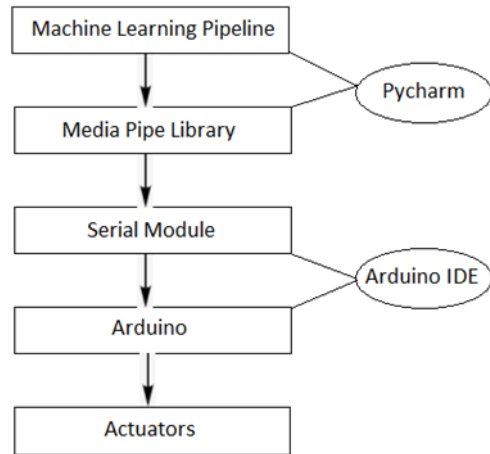 Machine Learning Pipeline
Pycharm
Media Pipe Library
Serial Module
Arduino IDE
Arduino
Actuators